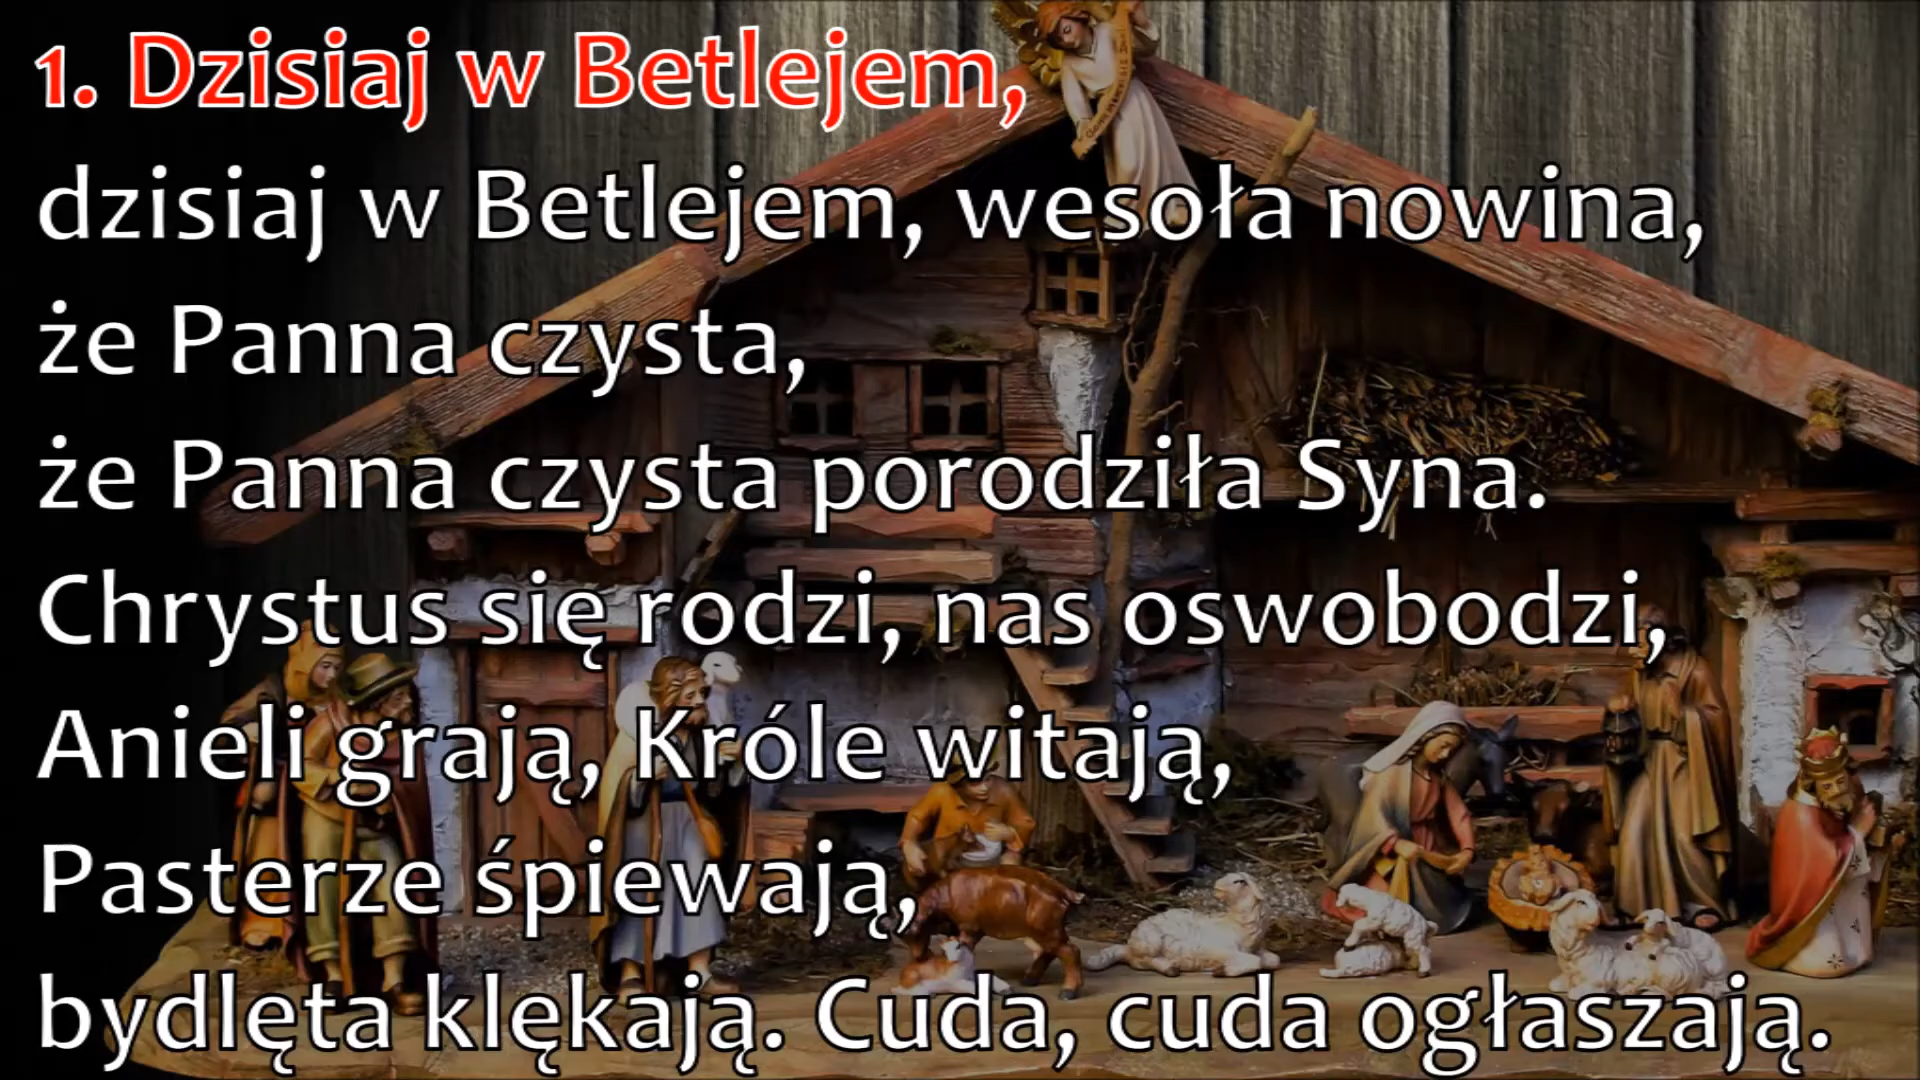 1. Dzisiaj w Betlejem,
dzisiaj w Betlejem, wesoła nowina,
że Panna czysta,
że Panna czysta porodziła Syna.
Chrystus się rodzi, nas oswobodzi,
Anieli grają, Króle witają,
Pasterze śpiewają,
bydlęta klękają. Cuda, cuda ogłaszają.